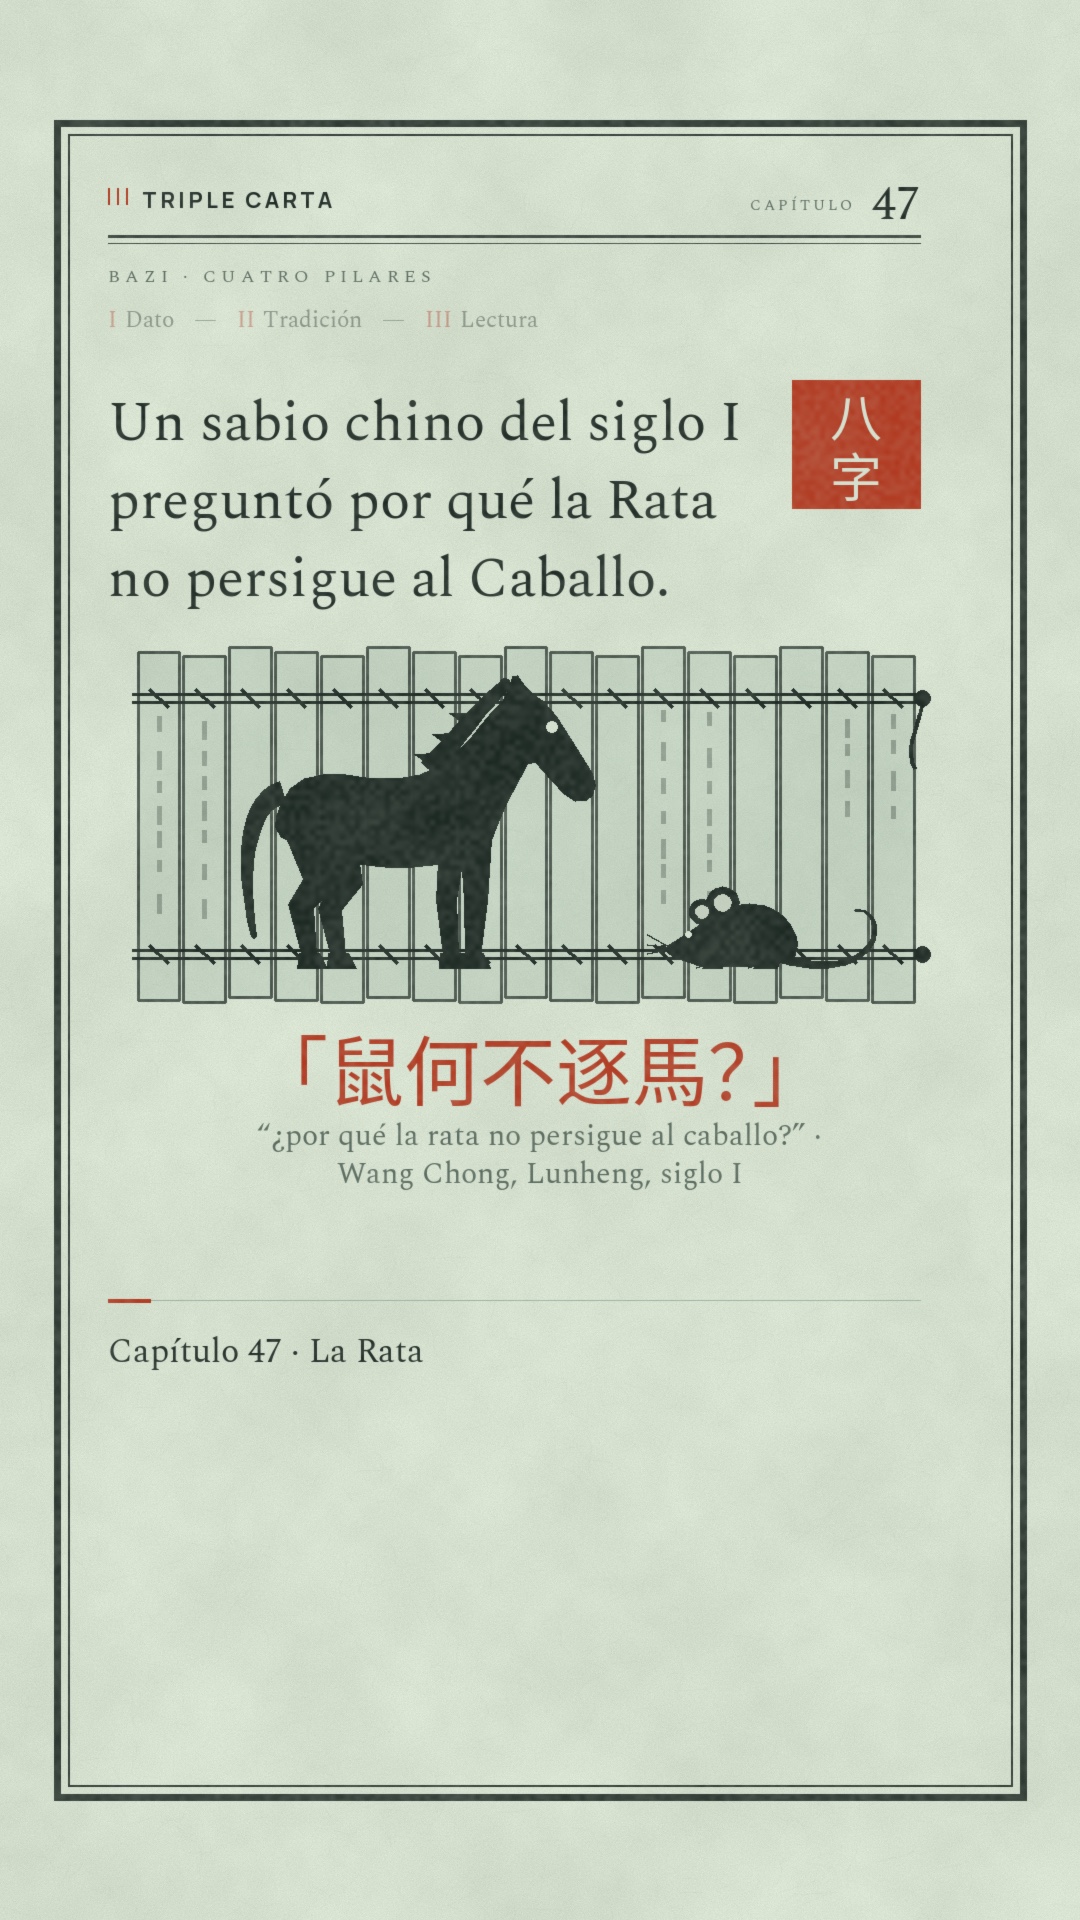 III TRIPLE CARTA
CAPÍTULO 47
BAZI · CUATRO PILARES
I Dato — II Tradición — III Lectura
Un sabio chino del siglo I
preguntó por qué la Rata
no persigue al Caballo.
八
字
「鼠何不逐馬？」
“¿por qué la rata no persigue al caballo?” ·
Wang Chong, Lunheng, siglo I
Capítulo 47 · La Rata